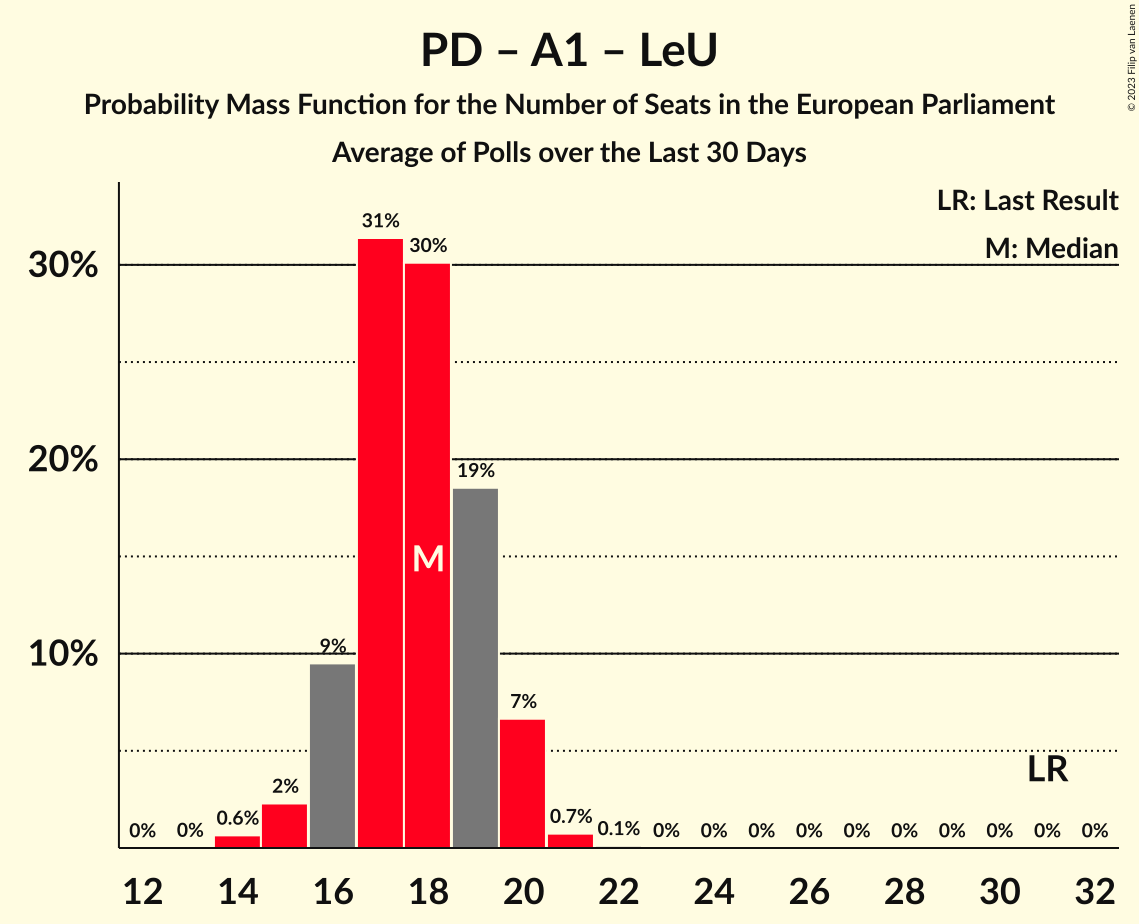 PD – A1 – LeU
Probability Mass Function for the Number of Seats in the European Parliament
Average of Polls over the Last 30 Days
© 2023 Filip van Laenen
LR: Last Result
M: Median
30%
20%
10%
0%
0%
0.6%
2%
9%
31%
30%
19%
7%
0.7%
0.1%
0%
0%
0%
0%
0%
0%
0%
0%
0%
0%
M
LR
12 14 16 18 20 22 24 26 28 30 32